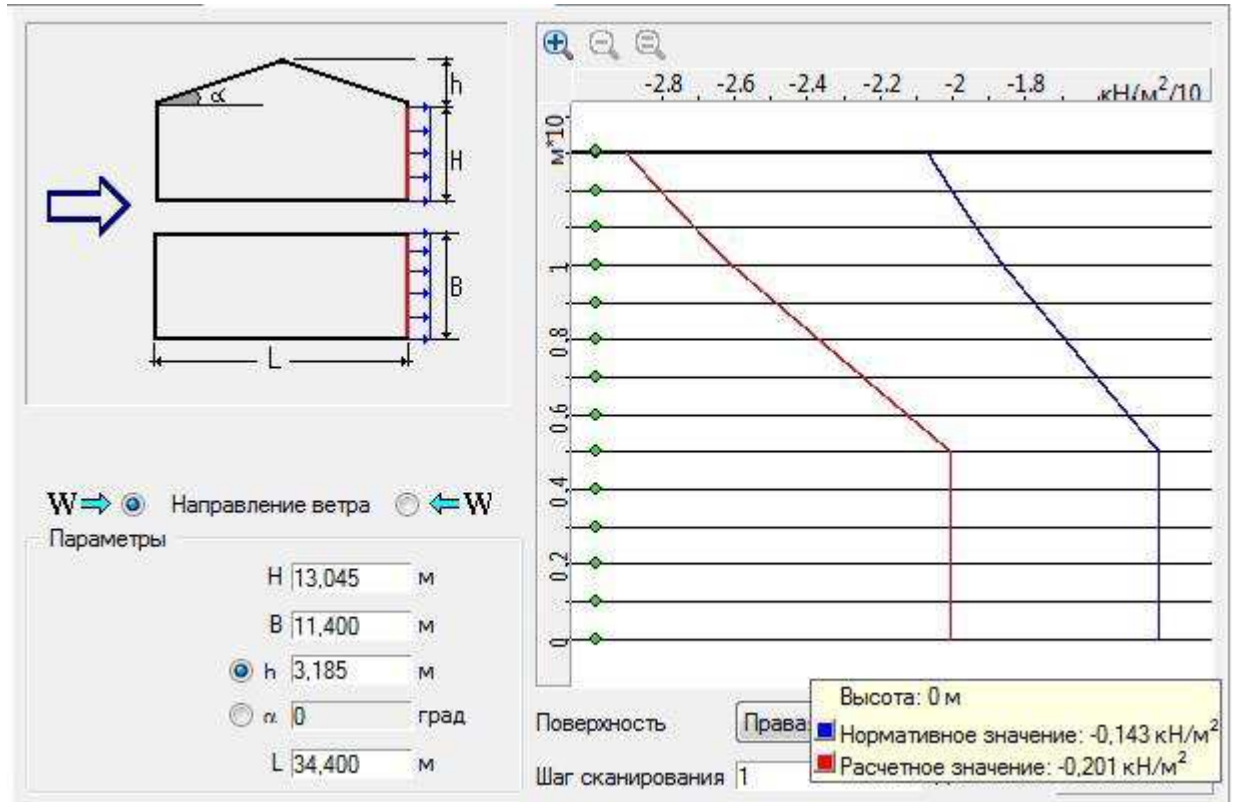 h
α
H
B
L
W Направление ветра W
Параметры
H 13,045 м
B 11,400 м
h 3,185 м
α 0 град
L 34,400 м
-2.8 -2.6 -2.4 -2.2 -2 -1.8 кН/м²/10
м*10
1
0.8
0.6
0.4
0.2
0
Поверхность Права
Шаг сканирования 1
Высота: 0 м
Нормативное значение: -0,143 кН/м²
Расчетное значение: -0,201 кН/м²